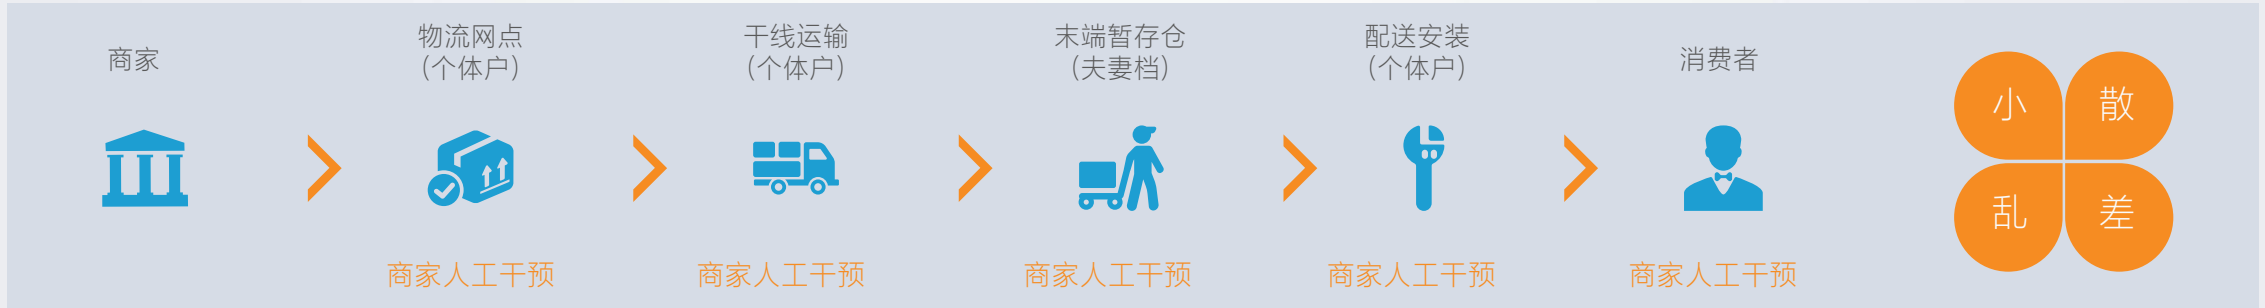 商家
物流网点
（个体户）
干线运输
（个体户）
末端暂存仓
（夫妻档）
配送安装
（个体户）
消费者
商家人工干预
商家人工干预
商家人工干预
商家人工干预
商家人工干预
小
散
乱
差